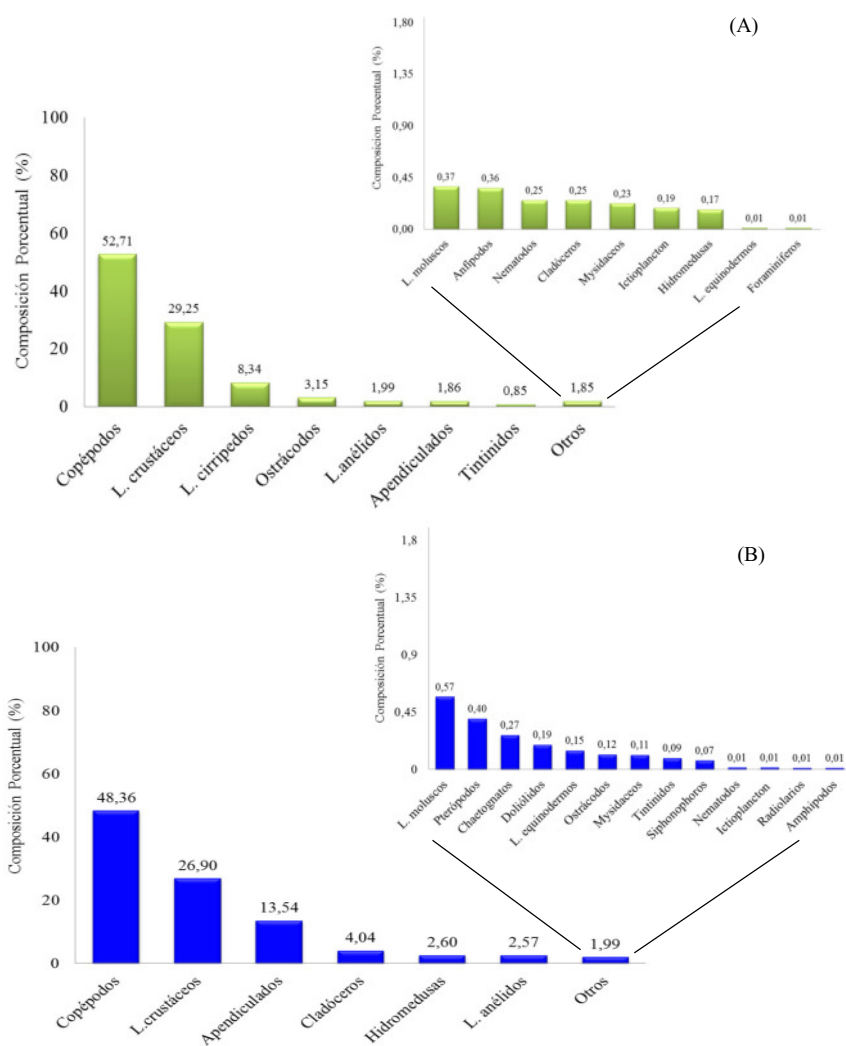 (A)
Composicion Porcentual (%)
1,80
1,35
0,90
0,45
0,00
0,37
0,36
0,25
0,25
0,23
0,19
0,17
0,01
0,01
L. moluscos
Anfipodos
Nematodos
Cladóceros
Mysidaceos
Ictioplancton
Hidromedusas
L. equinodermos
Foraminíferos
Composición Porcentual (%)
100
80
60
40
20
0
52,71
29,25
8,34
3,15
1,99
1,86
0,85
1,85
Copépodos
L. crustáceos
L. cirripedos
Ostrácodos
L.anélidos
Apendiculados
Tintinidos
Otros
(B)
Composición Porcentual (%)
1,8
1,35
0,9
0,45
0
0,57
0,40
0,27
0,19
0,15
0,12
0,11
0,09
0,07
0,01
0,01
0,01
0,01
L. moluscos
Pterópodos
Chaetognatos
Doliólidos
L. equinodermos
Ostrácodos
Mysidaceos
Tintinidos
Siphonophoros
Nematodos
Ictioplancton
Radiolarios
Amphipodos
Composición Porcentual (%)
100
80
60
40
20
0
48,36
26,90
13,54
4,04
2,60
2,57
1,99
Copépodos
L.crustáceos
Apendiculados
Cladóceros
Hidromedusas
L. anélidos
Otros